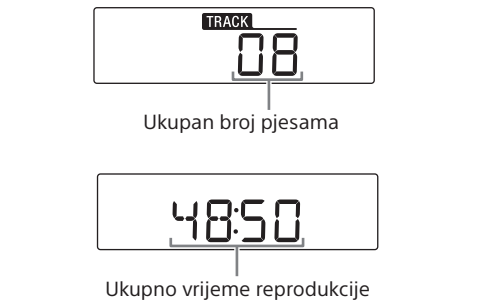 TRACK
08
Ukupan broj pjesama
48:50
Ukupno vrijeme reprodukcije